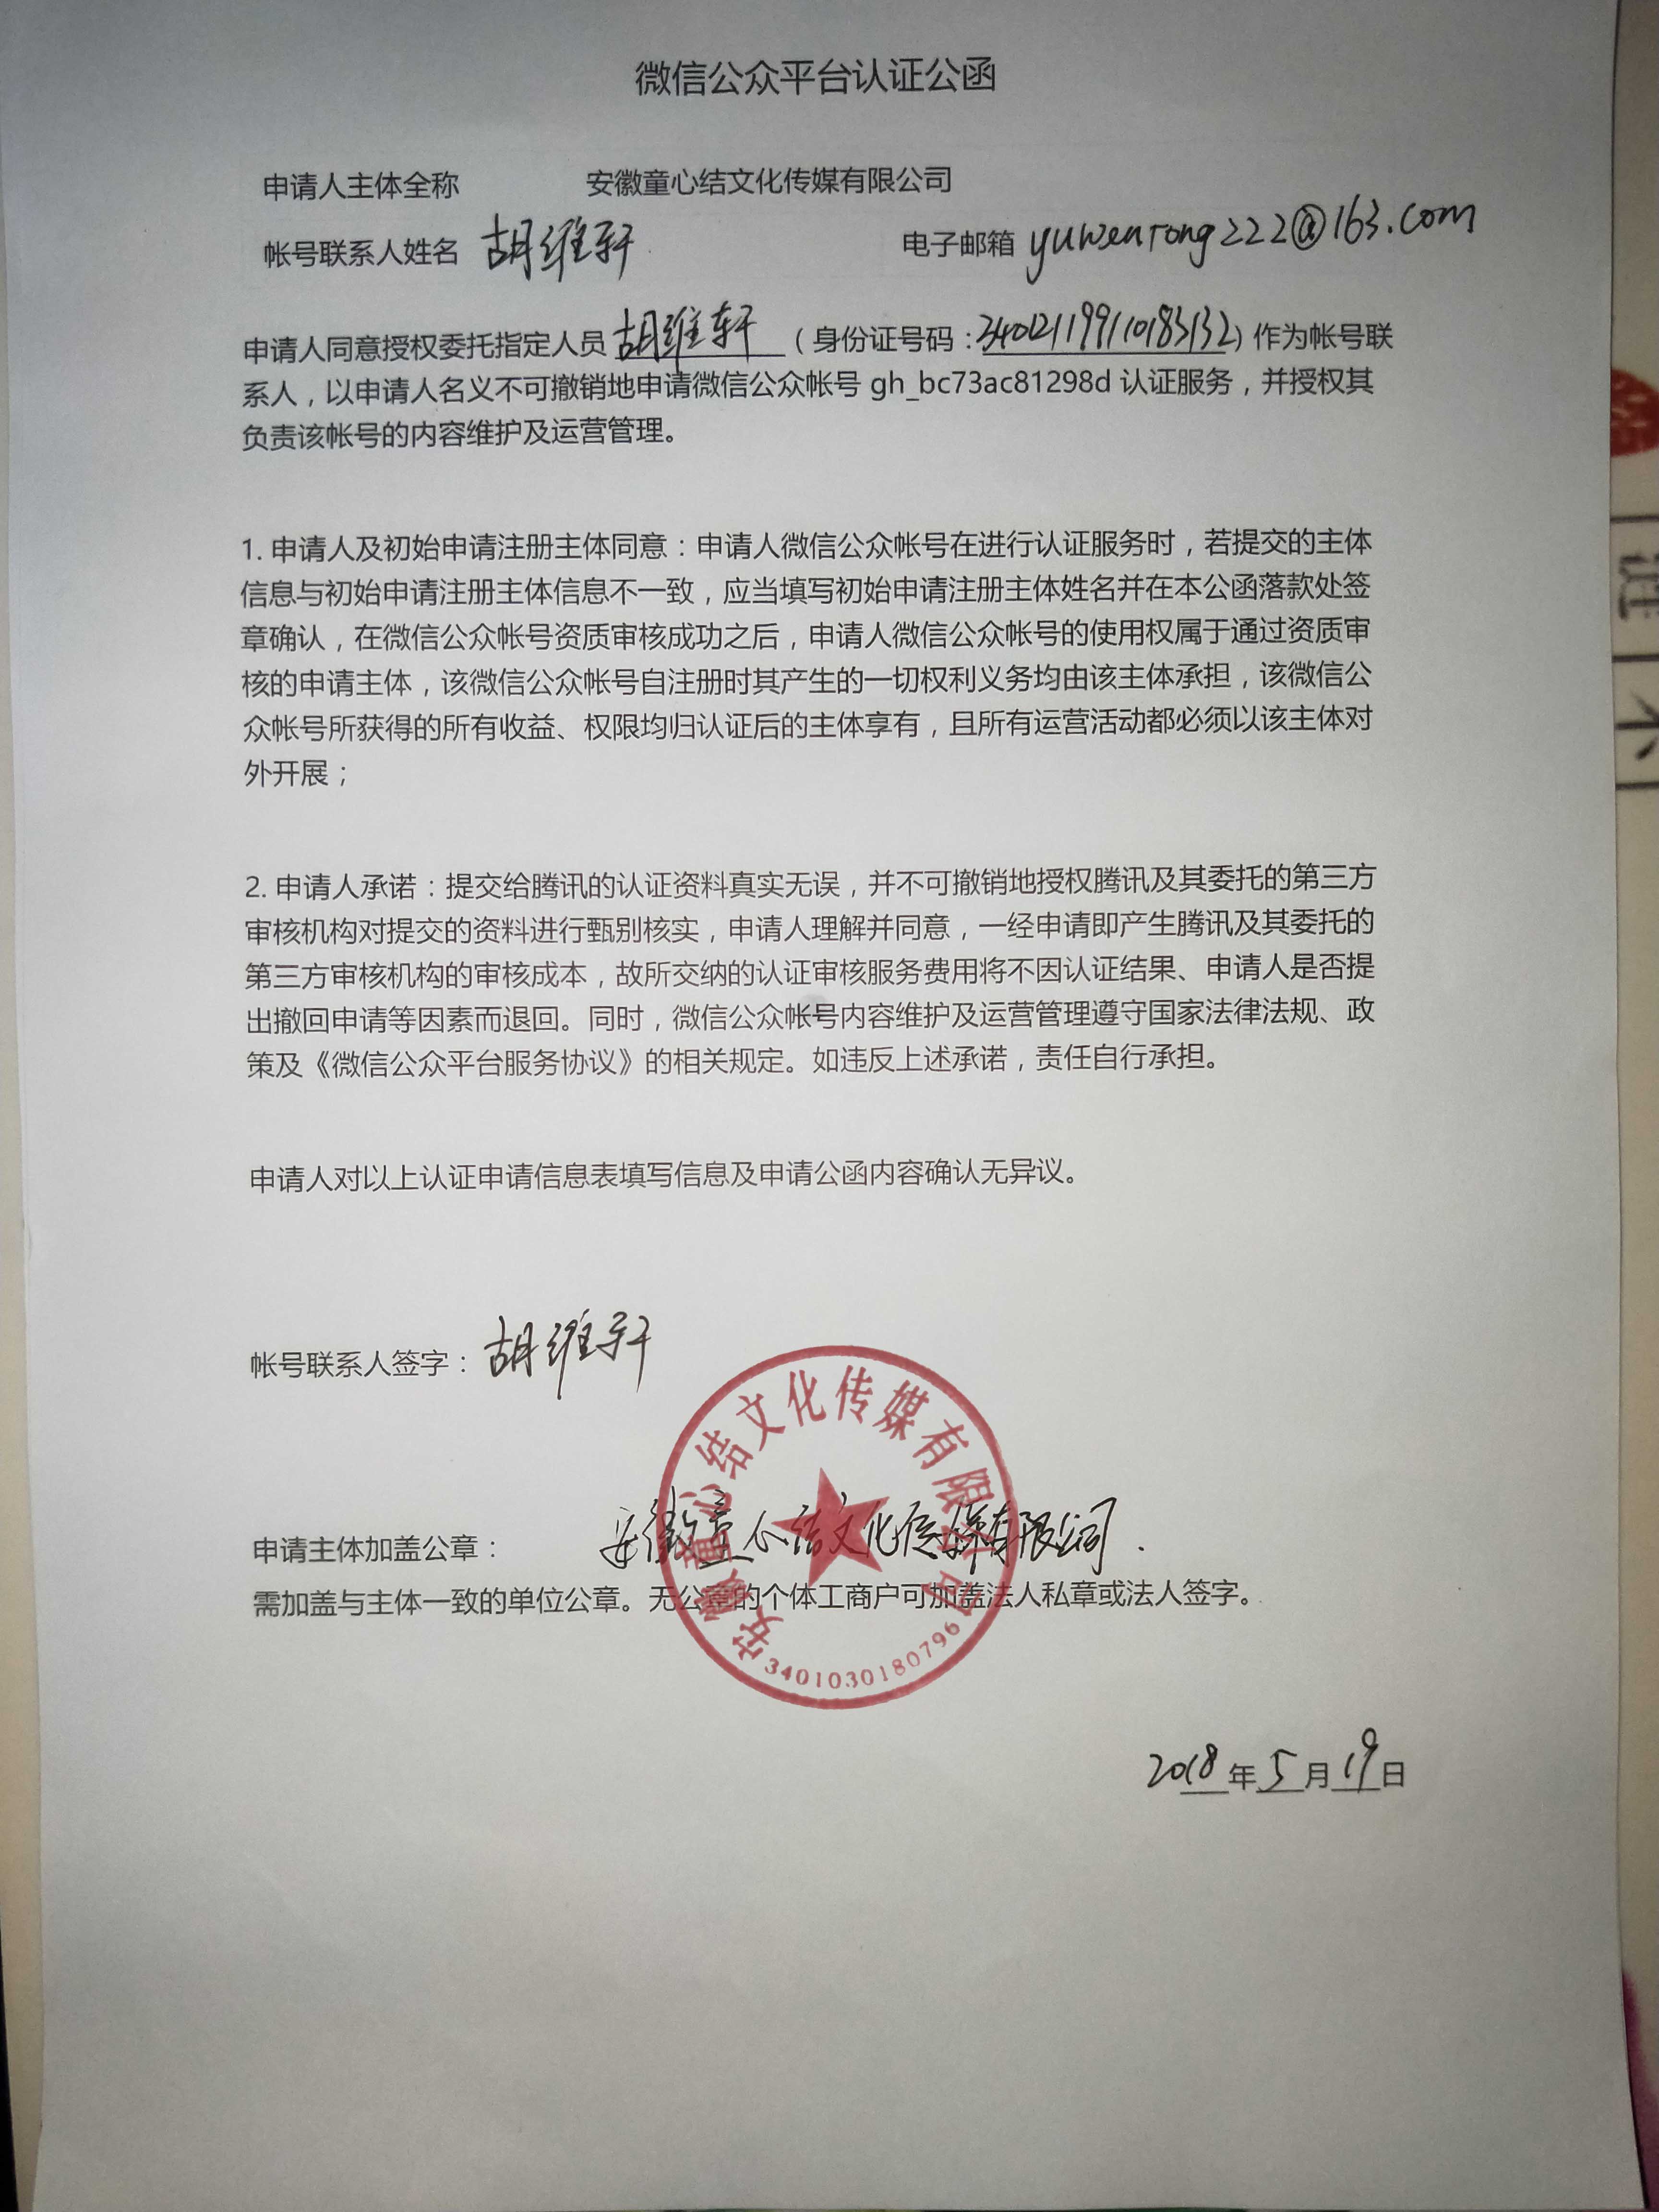 微信公众平台认证公函
申请人主体全称 安徽童心结文化传媒有限公司
帐号联系人姓名 胡维轩 电子邮箱 yuwenrong222@163.com
申请人同意授权委托指定人员 胡维轩 （身份证号码：340121199110183132）作为帐号联
系人，以申请人名义不可撤销地申请微信公众帐号 gh_bc73ac81298d 认证服务，并授权其
负责该帐号的内容维护及运营管理。
1. 申请人及初始申请注册主体同意：申请人微信公众帐号在进行认证服务时，若提交的主体
信息与初始申请注册主体信息不一致，应当填写初始申请注册主体姓名并在本公函落款处签
章确认，在微信公众帐号资质审核成功之后，申请人微信公众帐号的使用权属于通过资质审
核的申请主体，该微信公众帐号自注册时其产生的一切权利义务均由该主体承担，该微信公
众帐号所获得的所有收益、权限均归认证后的主体享有，且所有运营活动都必须以该主体对
外开展；
2. 申请人承诺：提交给腾讯的认证资料真实无误，并不可撤销地授权腾讯及其委托的第三方
审核机构对提交的资料进行甄别核实，申请人理解并同意，一经申请即产生腾讯及其委托的
第三方审核机构的审核成本，故所交纳的认证审核服务费用将不因认证结果、申请人是否提
出撤回申请等因素而退回。同时，微信公众帐号内容维护及运营管理遵守国家法律法规、政
策及《微信公众平台服务协议》的相关规定。如违反上述承诺，责任自行承担。
申请人对以上认证申请信息表填写信息及申请公函内容确认无异议。
帐号联系人签字：胡维轩
安徽童心结文化传媒有限公司
申请主体加盖公章： 安徽童心结文化传媒有限公司.
需加盖与主体一致的单位公章。无公章的个体工商户可加盖法人私章或法人签字。
3401030180796
2018年5月19日